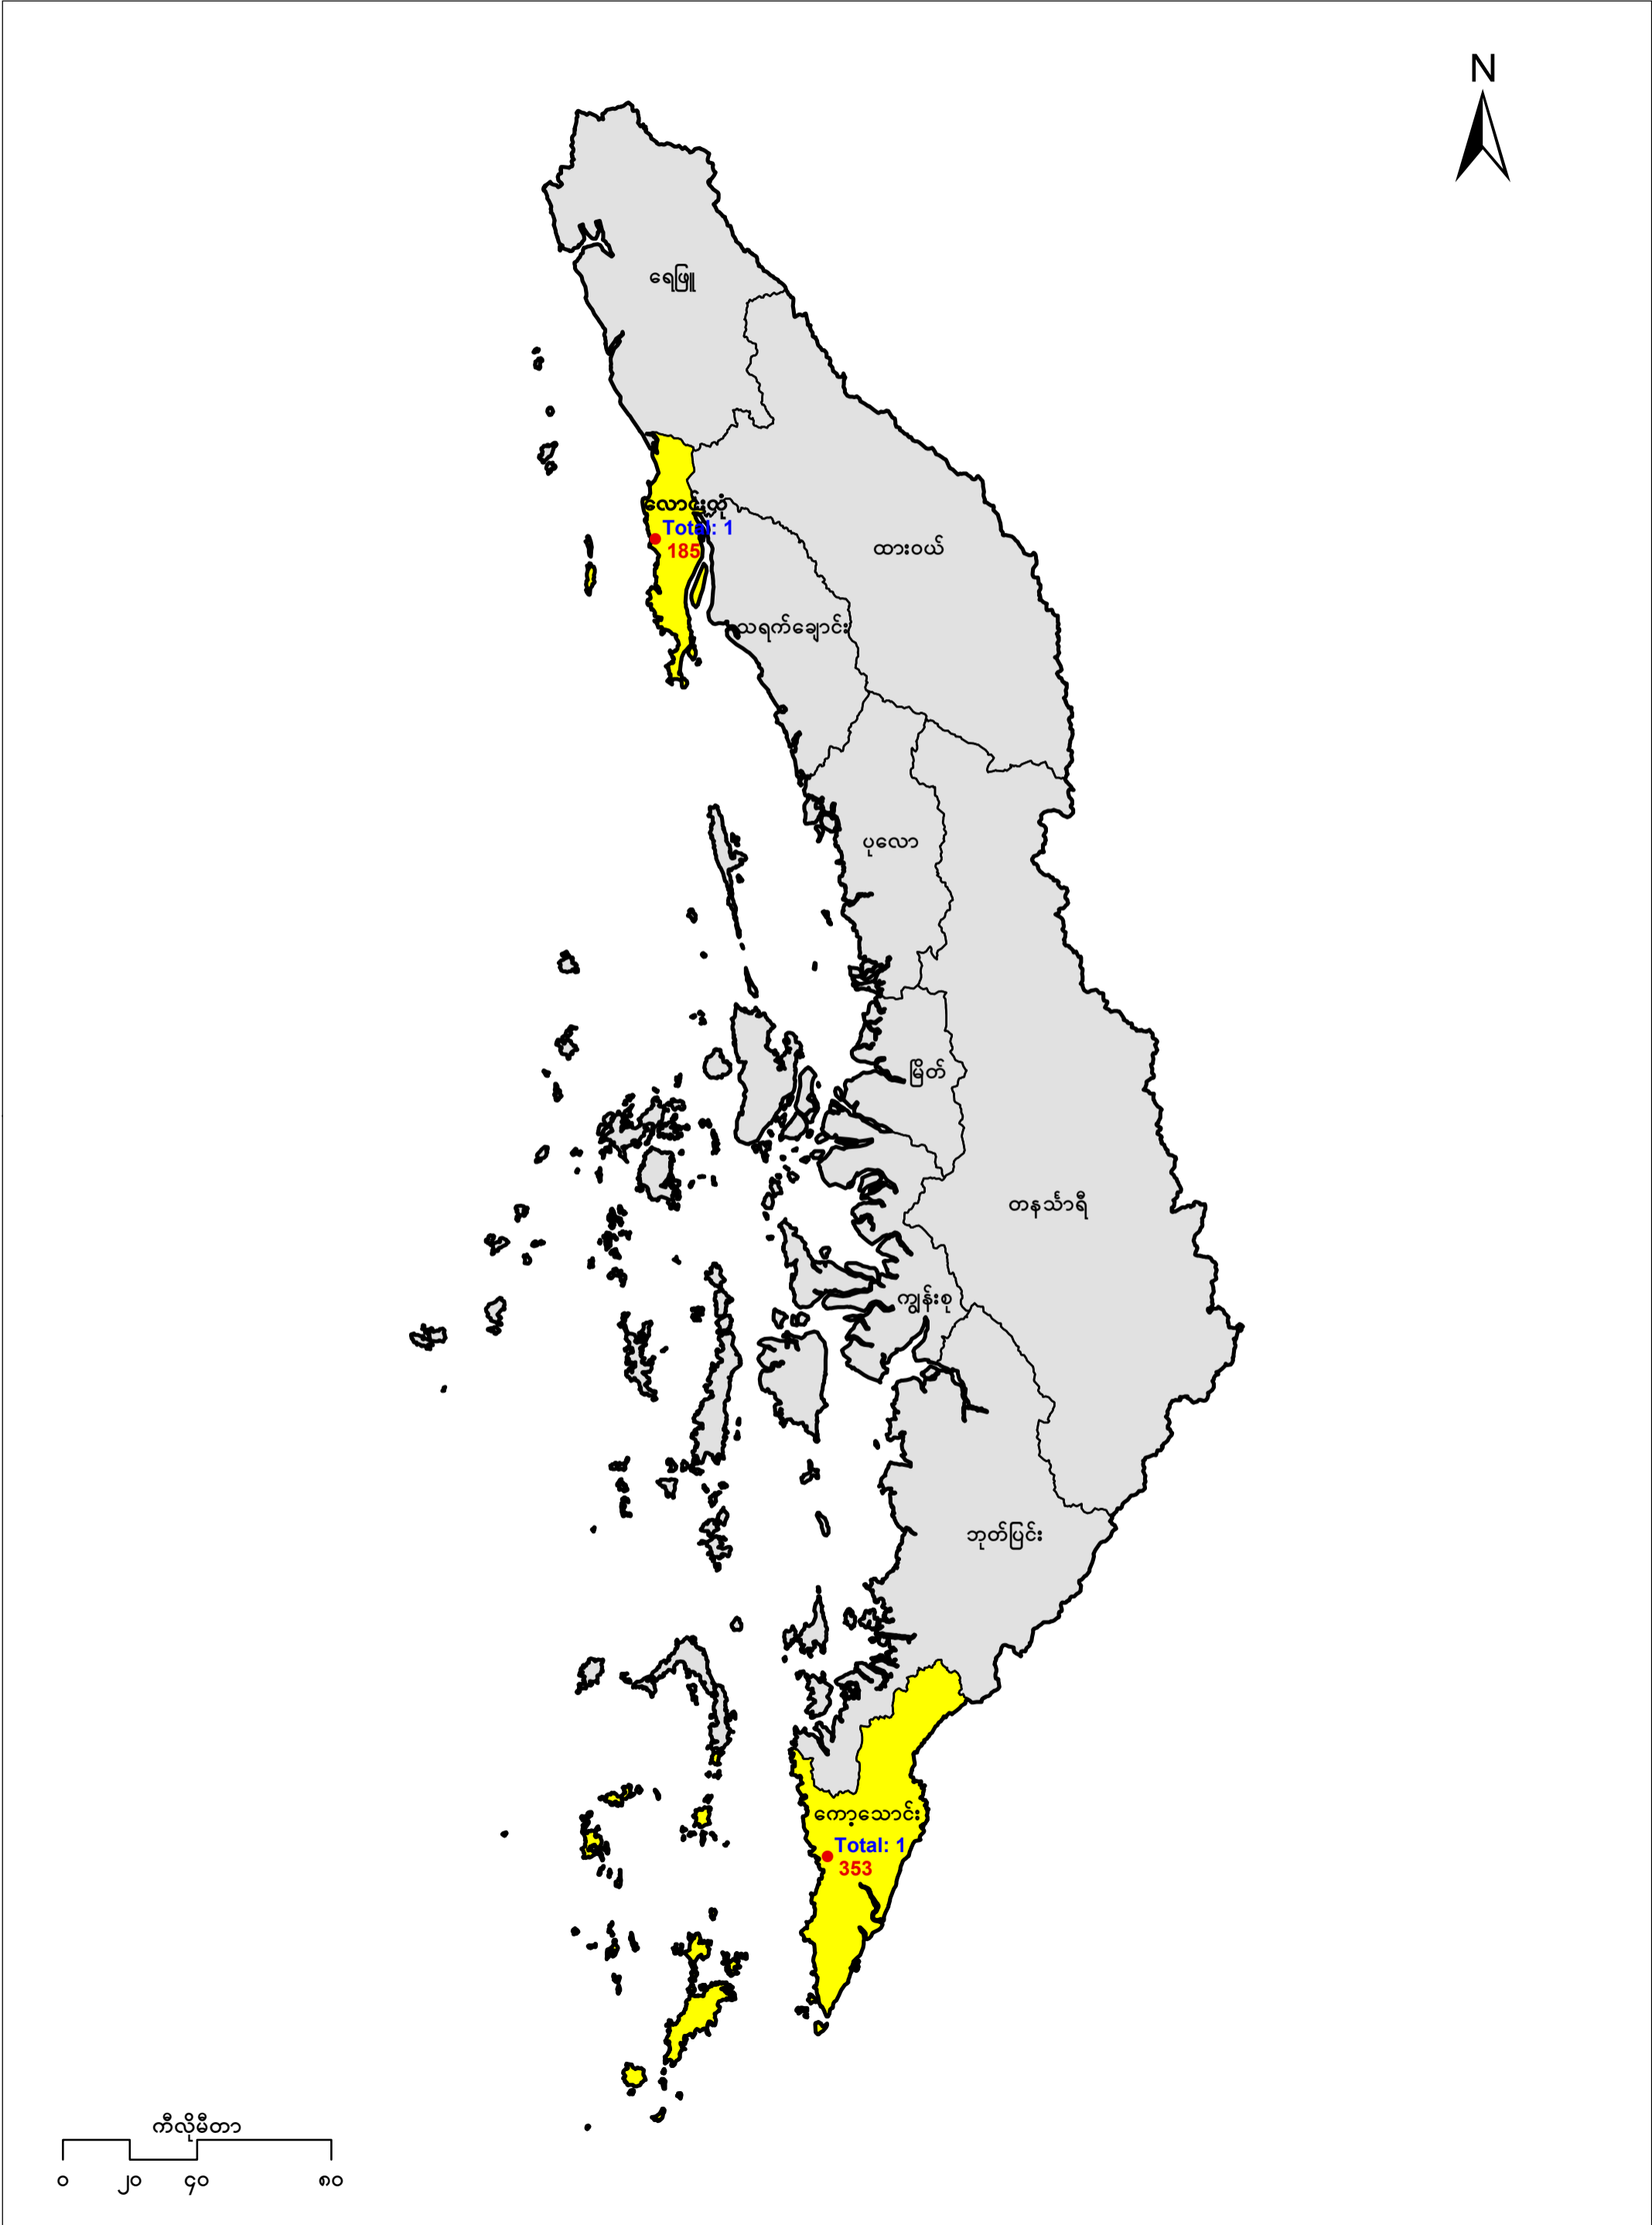 N
ရေဖြူ
လောင်းလုံ
Total: 1
185
ထားဝယ်
သရက်ချောင်း
ပုလော
မြိတ်
တနင်္သာရီ
ကျွန်းစု
ဘုတ်ပြင်း
ကော့သောင်း
Total: 1
353
ကီလိုမီတာ
၀ ၂၀ ၄၀ ၈၀